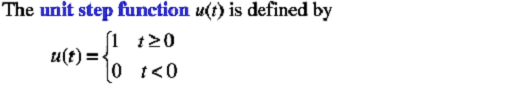 The unit step function u(t) is defined by
u(t) = {1 t ≥ 0
0 t < 0